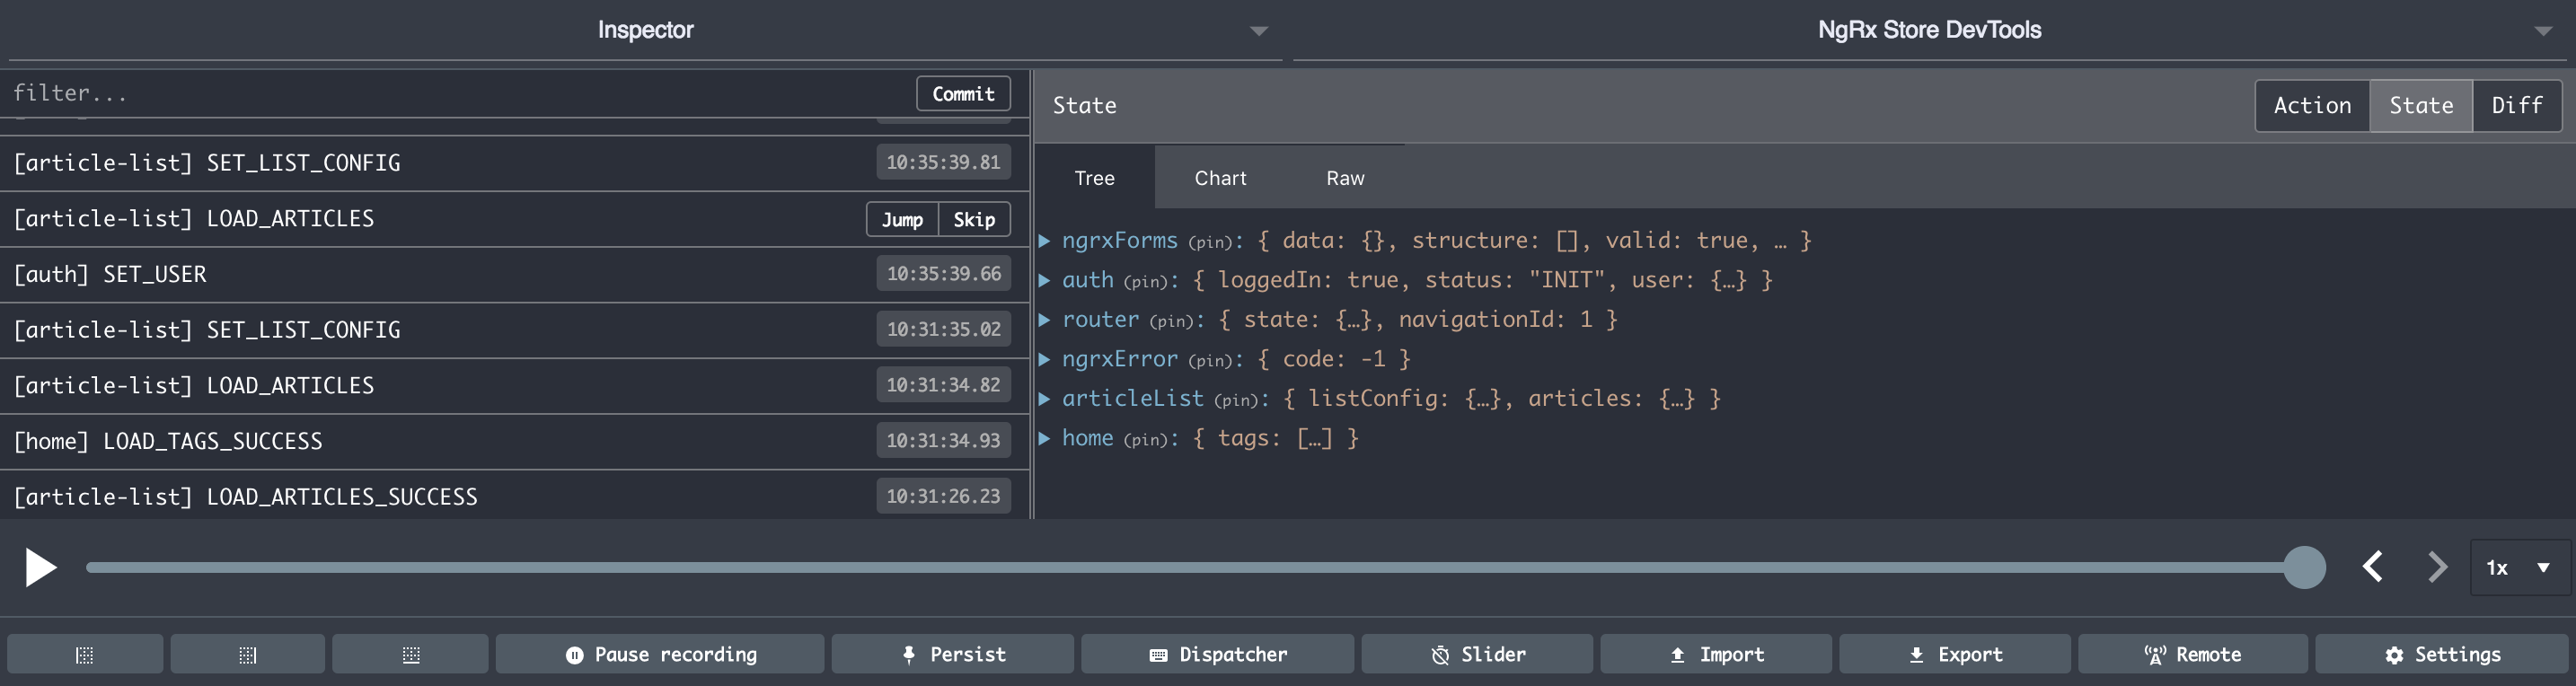 Inspector
NgRx Store DevTools
filter...
Commit
[article-list] SET_LIST_CONFIG 10:35:39.81
[article-list] LOAD_ARTICLES Jump Skip
[auth] SET_USER 10:35:39.66
[article-list] SET_LIST_CONFIG 10:31:35.02
[article-list] LOAD_ARTICLES 10:31:34.82
[home] LOAD_TAGS_SUCCESS 10:31:34.93
[article-list] LOAD_ARTICLES_SUCCESS 10:31:26.23
State
Action State Diff
Tree Chart Raw
ngrxForms (pin): { data: {}, structure: [], valid: true, … }
auth (pin): { loggedIn: true, status: "INIT", user: {…} }
router (pin): { state: {…}, navigationId: 1 }
ngrxError (pin): { code: -1 }
articleList (pin): { listConfig: {…}, articles: {…} }
home (pin): { tags: […] }
1x
Pause recording Persist Dispatcher Slider Import Export Remote Settings